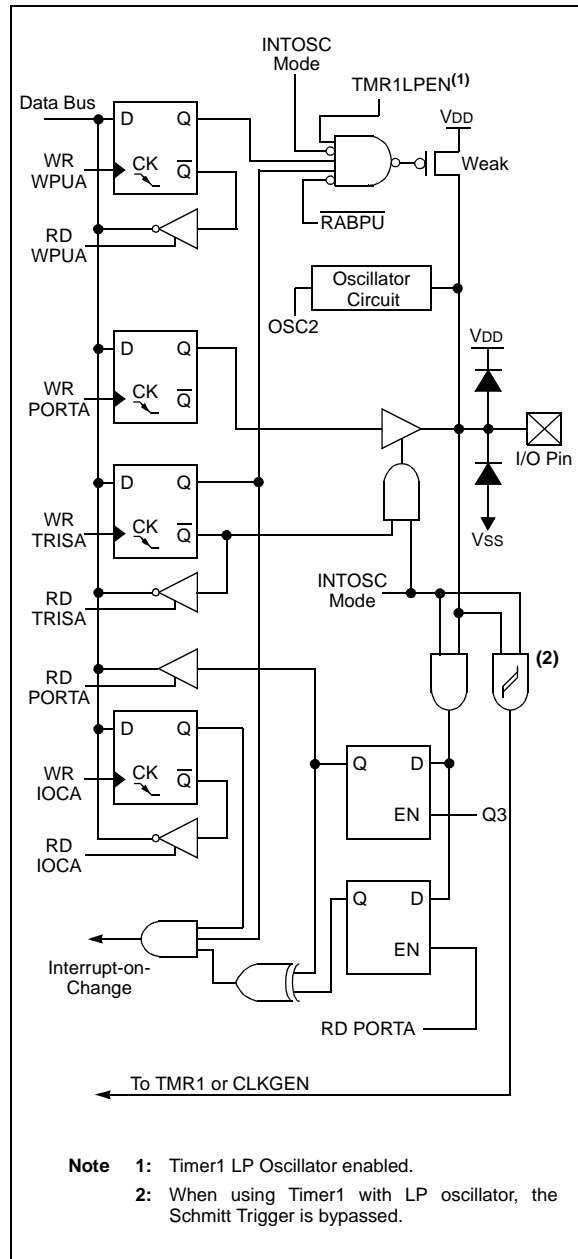 INTOSC
Mode
TMR1LPEN(1)
Data Bus
D Q
VDD
WR
WPUA
CK
Q
Weak
RD
WPUA
RABPU
Oscillator
Circuit
OSC2
VDD
D Q
WR
PORTA
CK
Q
I/O Pin
D Q
WR
TRISA
CK
Q
VSS
INTOSC
Mode
RD
TRISA
(2)
RD
PORTA
D Q
WR
IOCA
CK
Q
Q D
EN
Q3
RD
IOCA
Q D
EN
Interrupt-on-
Change
RD PORTA
To TMR1 or CLKGEN
Note 1: Timer1 LP Oscillator enabled.
2: When using Timer1 with LP oscillator, the
Schmitt Trigger is bypassed.